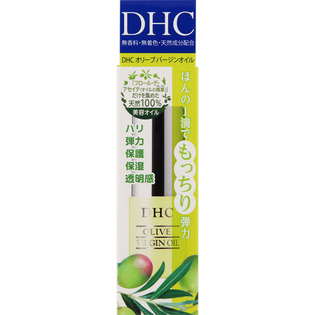 DHC
無香料・無着色・天然成分配合
DHC オリーブバージンオイル
「フロール・デ・
アセイテ（オイルの精華）」
だけを集めた
天然100%
美容オイル
ほんの1滴で
もっちり
弾力
ハリ
弾力
保護
保湿
透明感
DHC
OLIVE
VIRGIN OIL